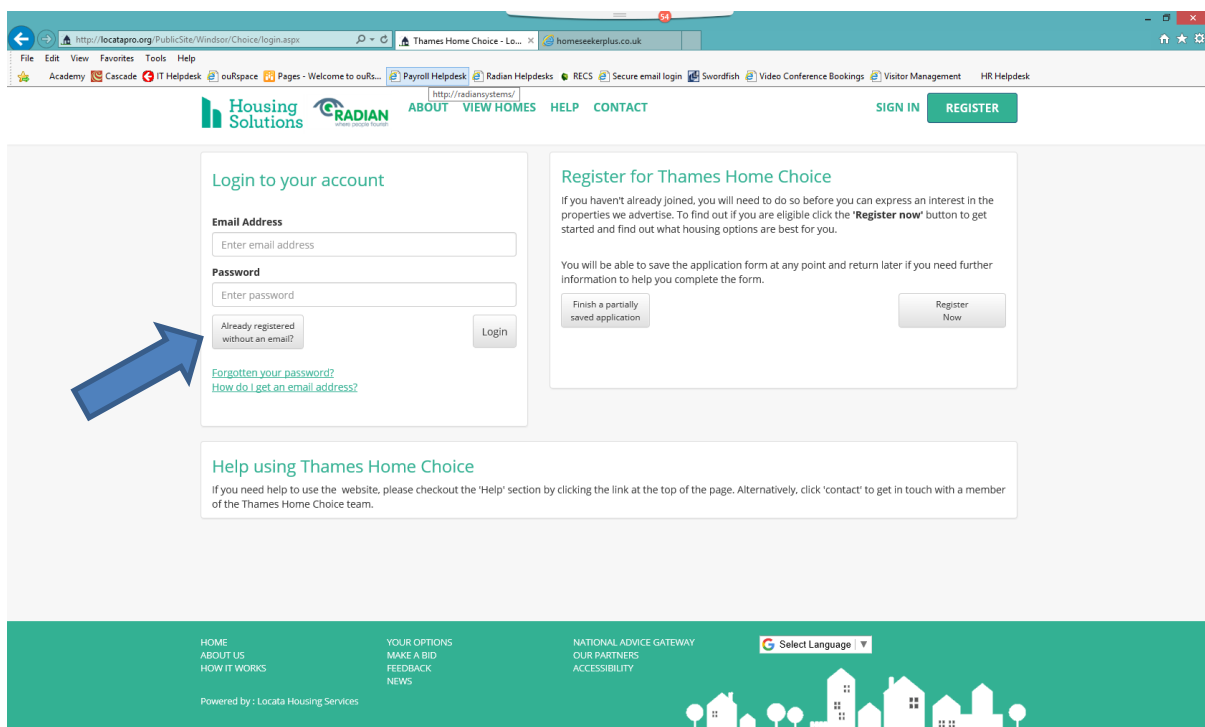 54
http://locatapro.org/PublicSite/Windsor/Choice/login.aspx
Thames Home Choice - Lo...
homeseekerplus.co.uk
File Edit View Favorites Tools Help
Academy Cascade IT Helpdesk ouRspace Pages - Welcome to ouRs... Payroll Helpdesk Radian Helpdesks RECS Secure email login Swordfish Video Conference Bookings Visitor Management HR Helpdesk
http://radiansystems/
Housing Solutions
RADIAN
where people flourish
ABOUT VIEW HOMES HELP CONTACT
SIGN IN REGISTER
Login to your account
Email Address
Enter email address
Password
Enter password
Already registered
without an email?
Login
Forgotten your password?
How do I get an email address?
Register for Thames Home Choice
If you haven't already joined, you will need to do so before you can express an interest in the
properties we advertise. To find out if you are eligible click the 'Register now' button to get
started and find out what housing options are best for you.
You will be able to save the application form at any point and return later if you need further
information to help you complete the form.
Finish a partially
saved application
Register
Now
Help using Thames Home Choice
If you need help to use the website, please checkout the 'Help' section by clicking the link at the top of the page. Alternatively, click 'contact' to get in touch with a member
of the Thames Home Choice team.
HOME
ABOUT US
HOW IT WORKS
YOUR OPTIONS
MAKE A BID
FEEDBACK
NEWS
NATIONAL ADVICE GATEWAY
OUR PARTNERS
ACCESSIBILITY
Select Language
Powered by : Locata Housing Services